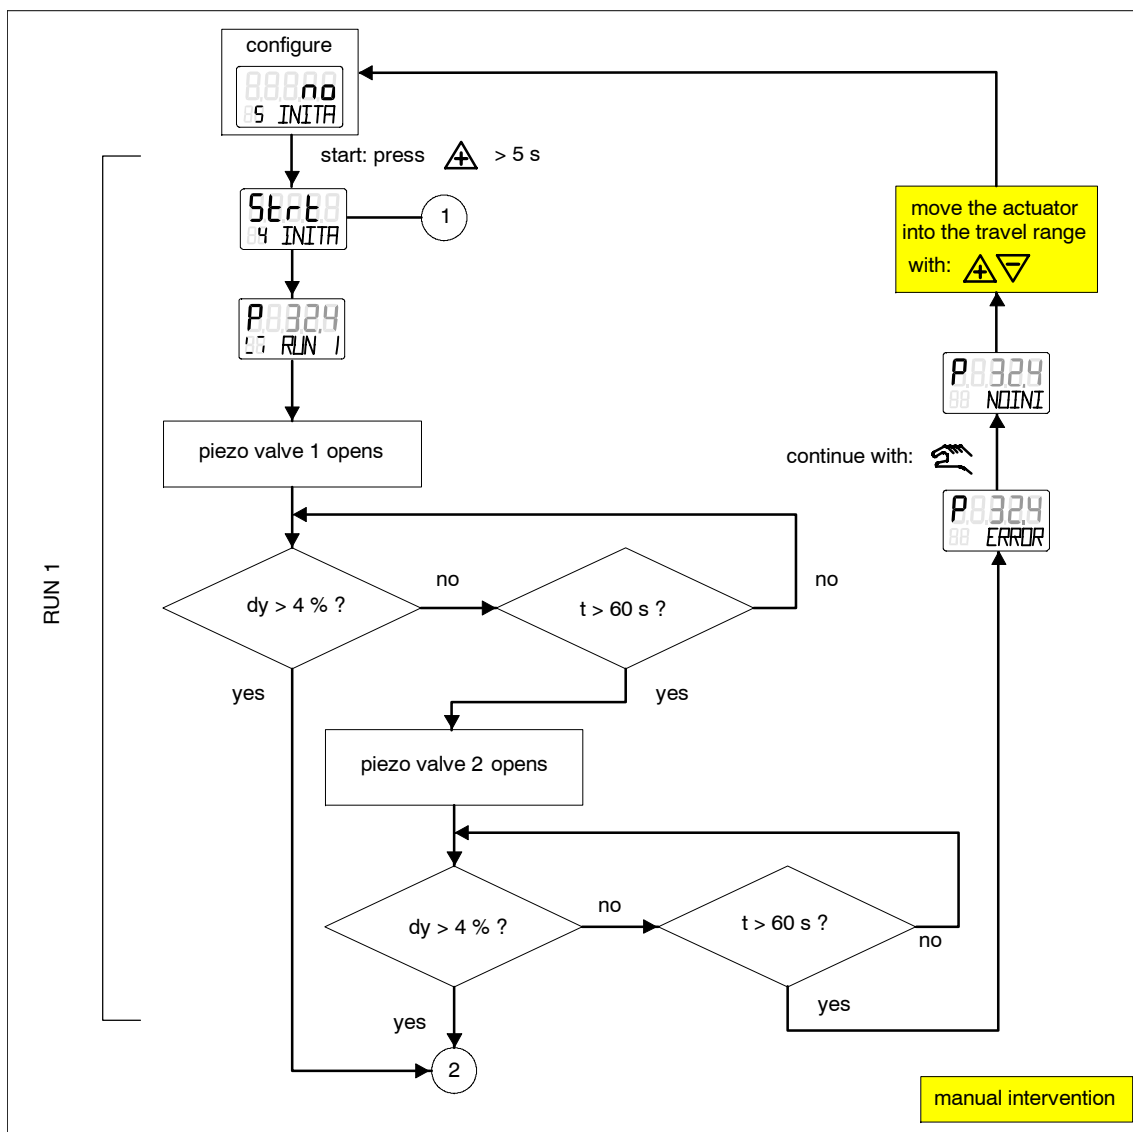 configure
no
5 INITA
start: press + > 5 s
Strt
4 INITA
1
P 32.4
RUN 1
piezo valve 1 opens
dy > 4 % ?
no
t > 60 s ?
no
yes
yes
piezo valve 2 opens
dy > 4 % ?
no
t > 60 s ?
no
yes
yes
2
RUN 1
move the actuator
into the travel range
with: + −
P 32.4
NOINI
continue with:
P 32.4
ERROR
manual intervention